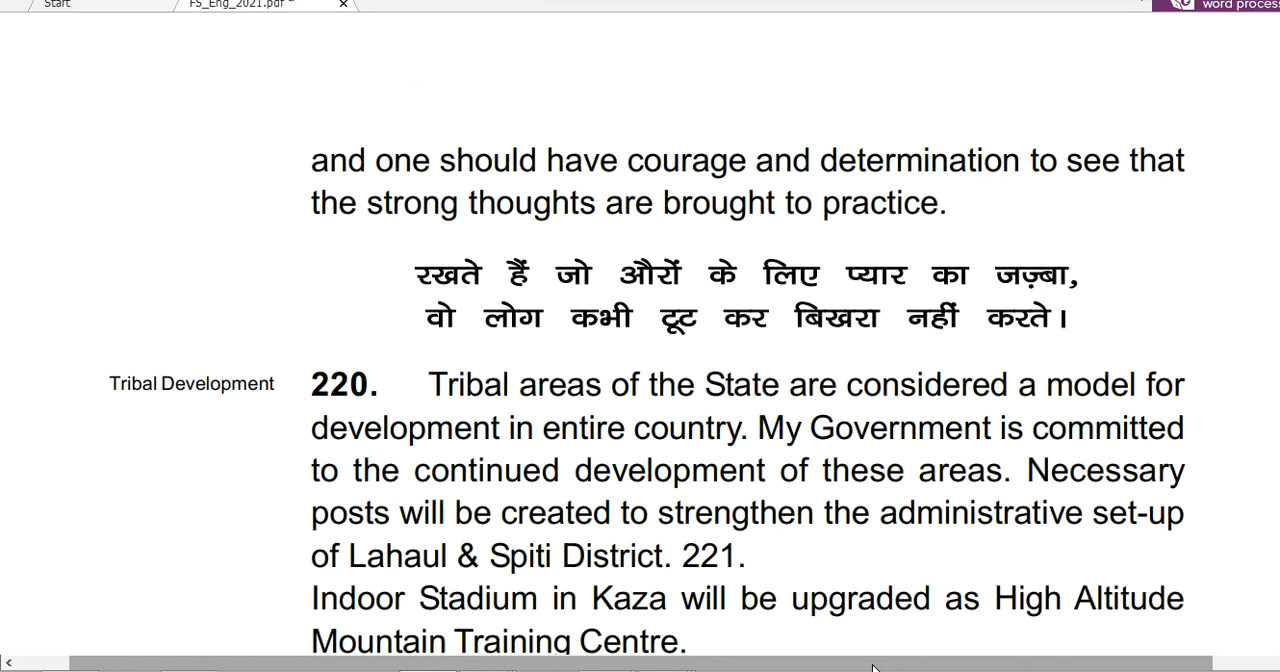 Start
FS_Eng_2021.pdf *
word process
and one should have courage and determination to see that
the strong thoughts are brought to practice.
रखते हैं जो औरों के लिए प्यार का जज़्बा,
वो लोग कभी टूट कर बिखरा नहीं करते।
Tribal Development
220. Tribal areas of the State are considered a model for
development in entire country. My Government is committed
to the continued development of these areas. Necessary
posts will be created to strengthen the administrative set-up
of Lahaul & Spiti District. 221.
Indoor Stadium in Kaza will be upgraded as High Altitude
Mountain Training Centre.